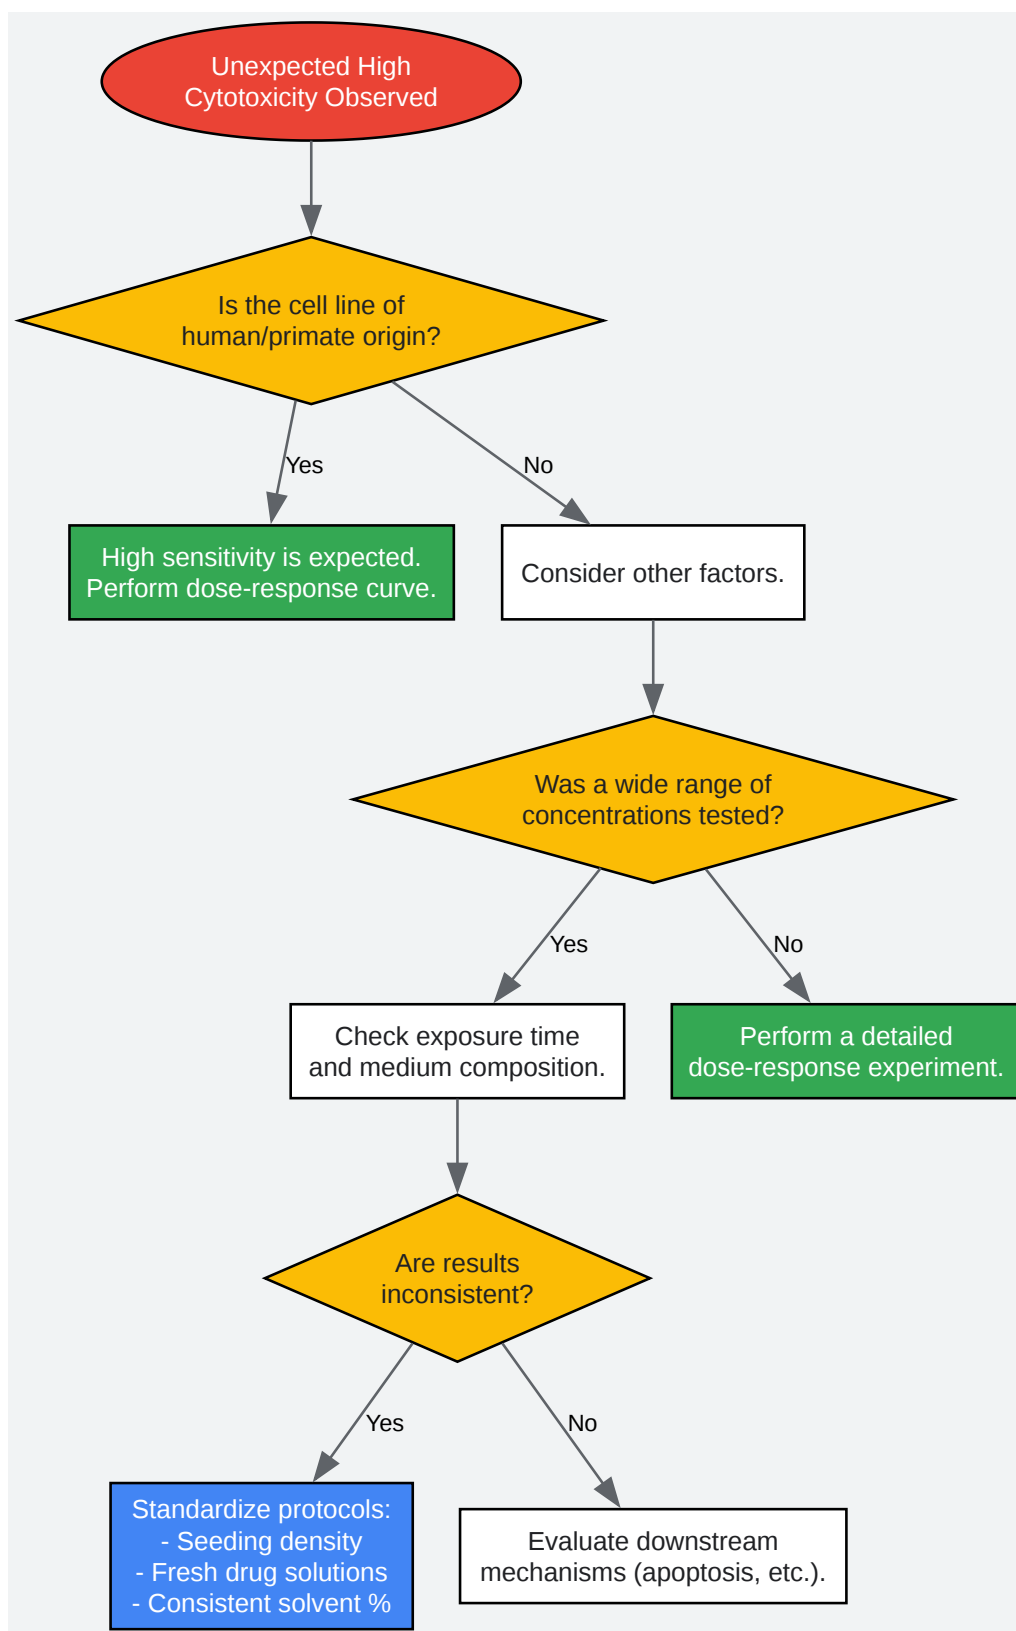 Unexpected High
Cytotoxicity Observed
Is the cell line of
human/primate origin?
Yes
No
High sensitivity is expected.
Perform dose-response curve.
Consider other factors.
Was a wide range of
concentrations tested?
Yes
No
Check exposure time
and medium composition.
Perform a detailed
dose-response experiment.
Are results
inconsistent?
Yes
No
Standardize protocols:
- Seeding density
- Fresh drug solutions
- Consistent solvent %
Evaluate downstream
mechanisms (apoptosis, etc.).